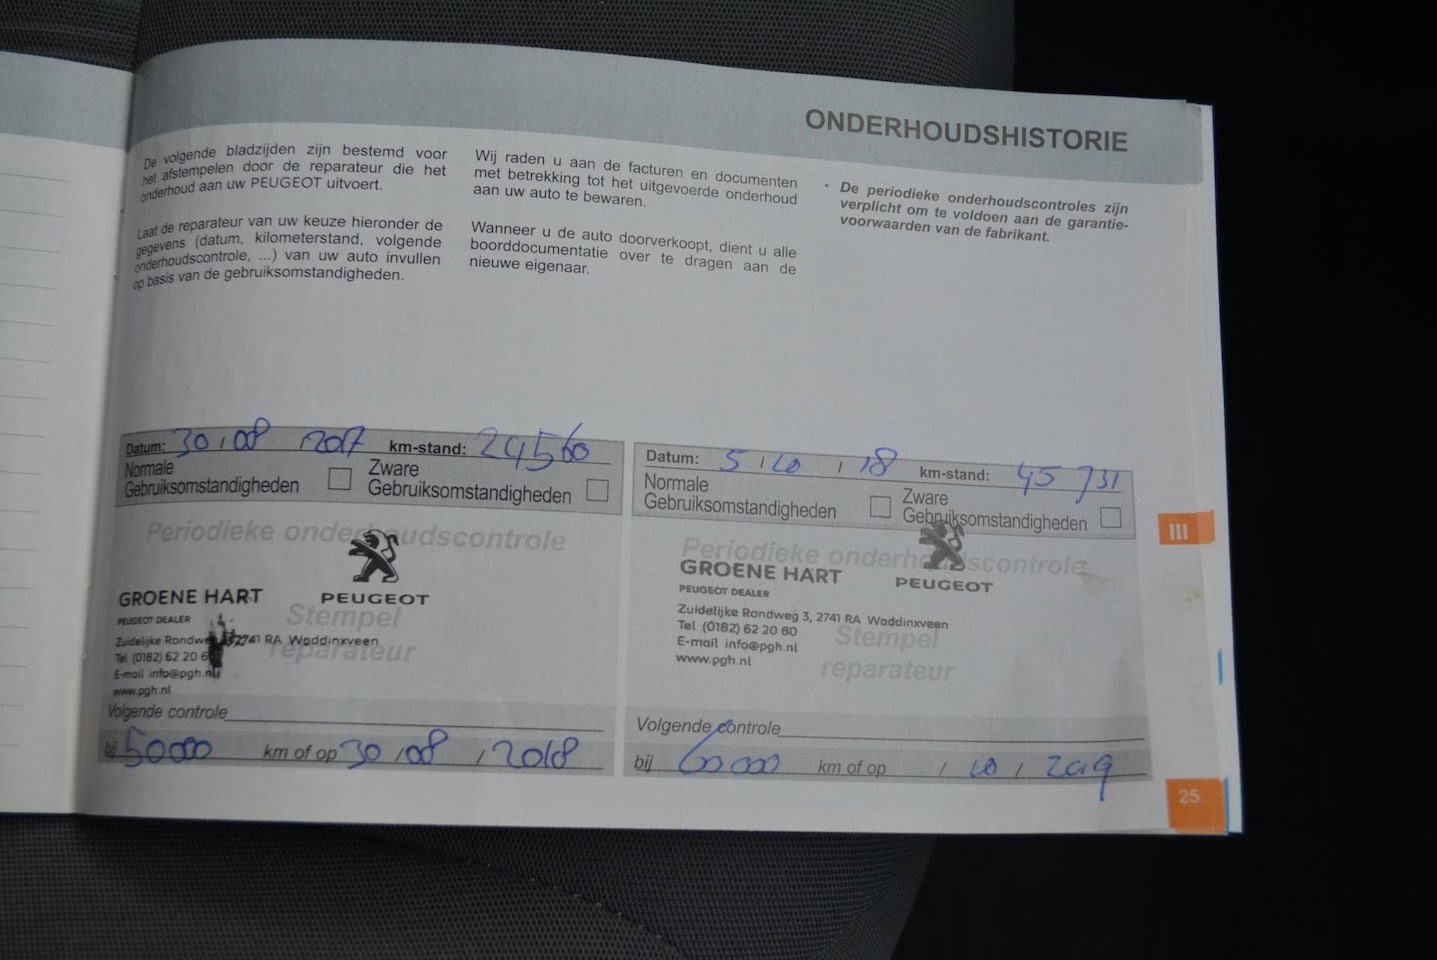 ONDERHOUDSHISTORIE
De volgende bladzijden zijn bestemd voor
het afstempelen door de reparateur die het
onderhoud aan uw PEUGEOT uitvoert.
Laat de reparateur van uw keuze hieronder de
gegevens (datum, kilometerstand, volgende
onderhoudscontrole, ...) van uw auto invullen
op basis van de gebruiksomstandigheden.
Wij raden u aan de facturen en documenten
met betrekking tot het uitgevoerde onderhoud
aan uw auto te bewaren.
Wanneer u de auto doorverkoopt, dient u alle
boorddocumentatie over te dragen aan de
nieuwe eigenaar.
• De periodieke onderhoudscontroles zijn
verplicht om te voldoen aan de garantie-
voorwaarden van de fabrikant.
Datum: 30 / 08 / 2017 km-stand: 24560
Normale
Gebruiksomstandigheden
Zware
Gebruiksomstandigheden
Periodieke onderhoudscontrole
PEUGEOT
GROENE HART
PEUGEOT DEALER
Stempel
reparateur
Zuidelijke Rondweg 3, 2741 RA Waddinxveen
Tel (0182) 62 20 6
E-mail info@pgh.nl
www.pgh.nl
Volgende controle
bij 50000 km of op 30 / 08 / 2018
Datum: 5 / 10 / 18 km-stand: 45731
Normale
Gebruiksomstandigheden
Zware
Gebruiksomstandigheden
Periodieke onderhoudscontrole
PEUGEOT
GROENE HART
PEUGEOT DEALER
Zuidelijke Rondweg 3, 2741 RA Waddinxveen
Tel (0182) 62 20 60
E-mail info@pgh.nl
www.pgh.nl
Stempel
reparateur
Volgende controle
bij 60000 km of op / 10 / 2019
III
25